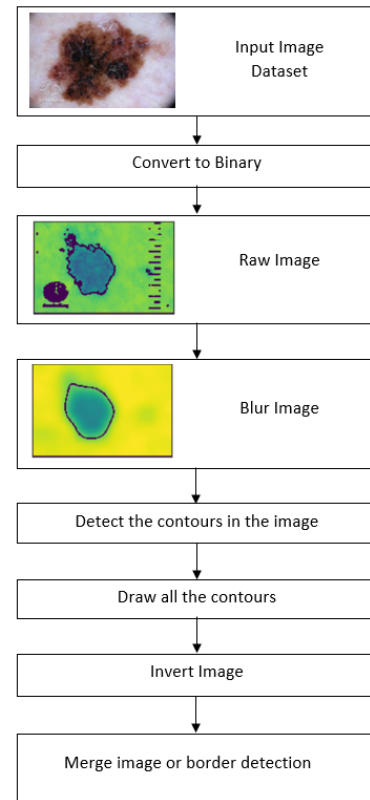 Input Image
Dataset
Convert to Binary
Raw Image
Blur Image
Detect the contours in the image
Draw all the contours
Invert Image
Merge image or border detection